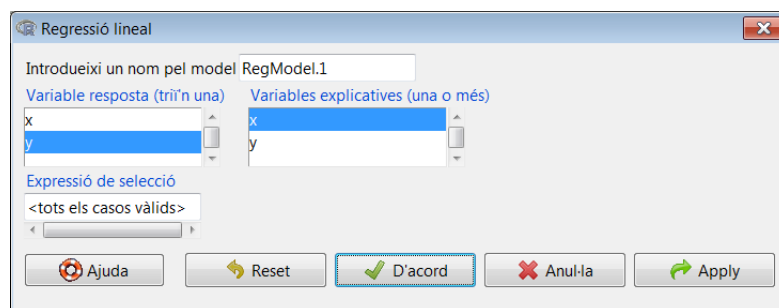 Regressió lineal
Introdueixi un nom pel model RegModel.1
Variable resposta (triï'n una) Variables explicatives (una o més)
x x
y y
Expressió de selecció
<tots els casos vàlids>
Ajuda Reset D'acord Anul·la Apply